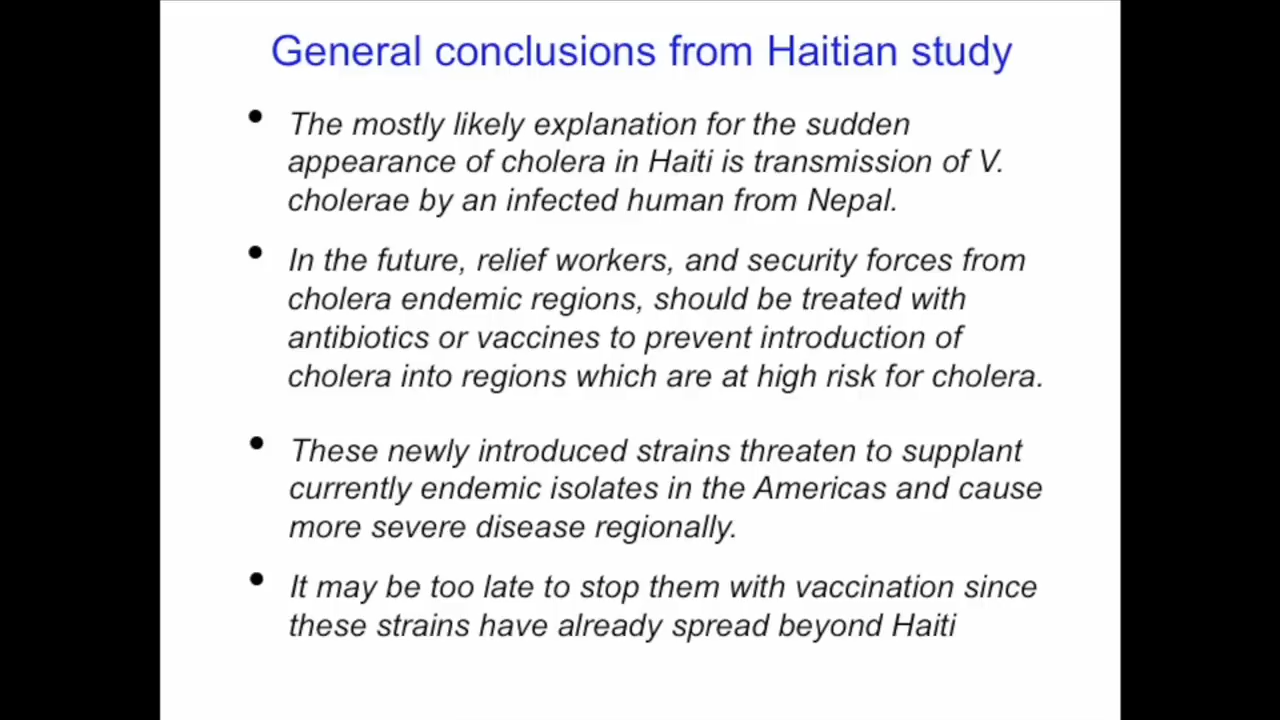 General conclusions from Haitian study
• The mostly likely explanation for the sudden
appearance of cholera in Haiti is transmission of V.
cholerae by an infected human from Nepal.
• In the future, relief workers, and security forces from
cholera endemic regions, should be treated with
antibiotics or vaccines to prevent introduction of
cholera into regions which are at high risk for cholera.
• These newly introduced strains threaten to supplant
currently endemic isolates in the Americas and cause
more severe disease regionally.
• It may be too late to stop them with vaccination since
these strains have already spread beyond Haiti